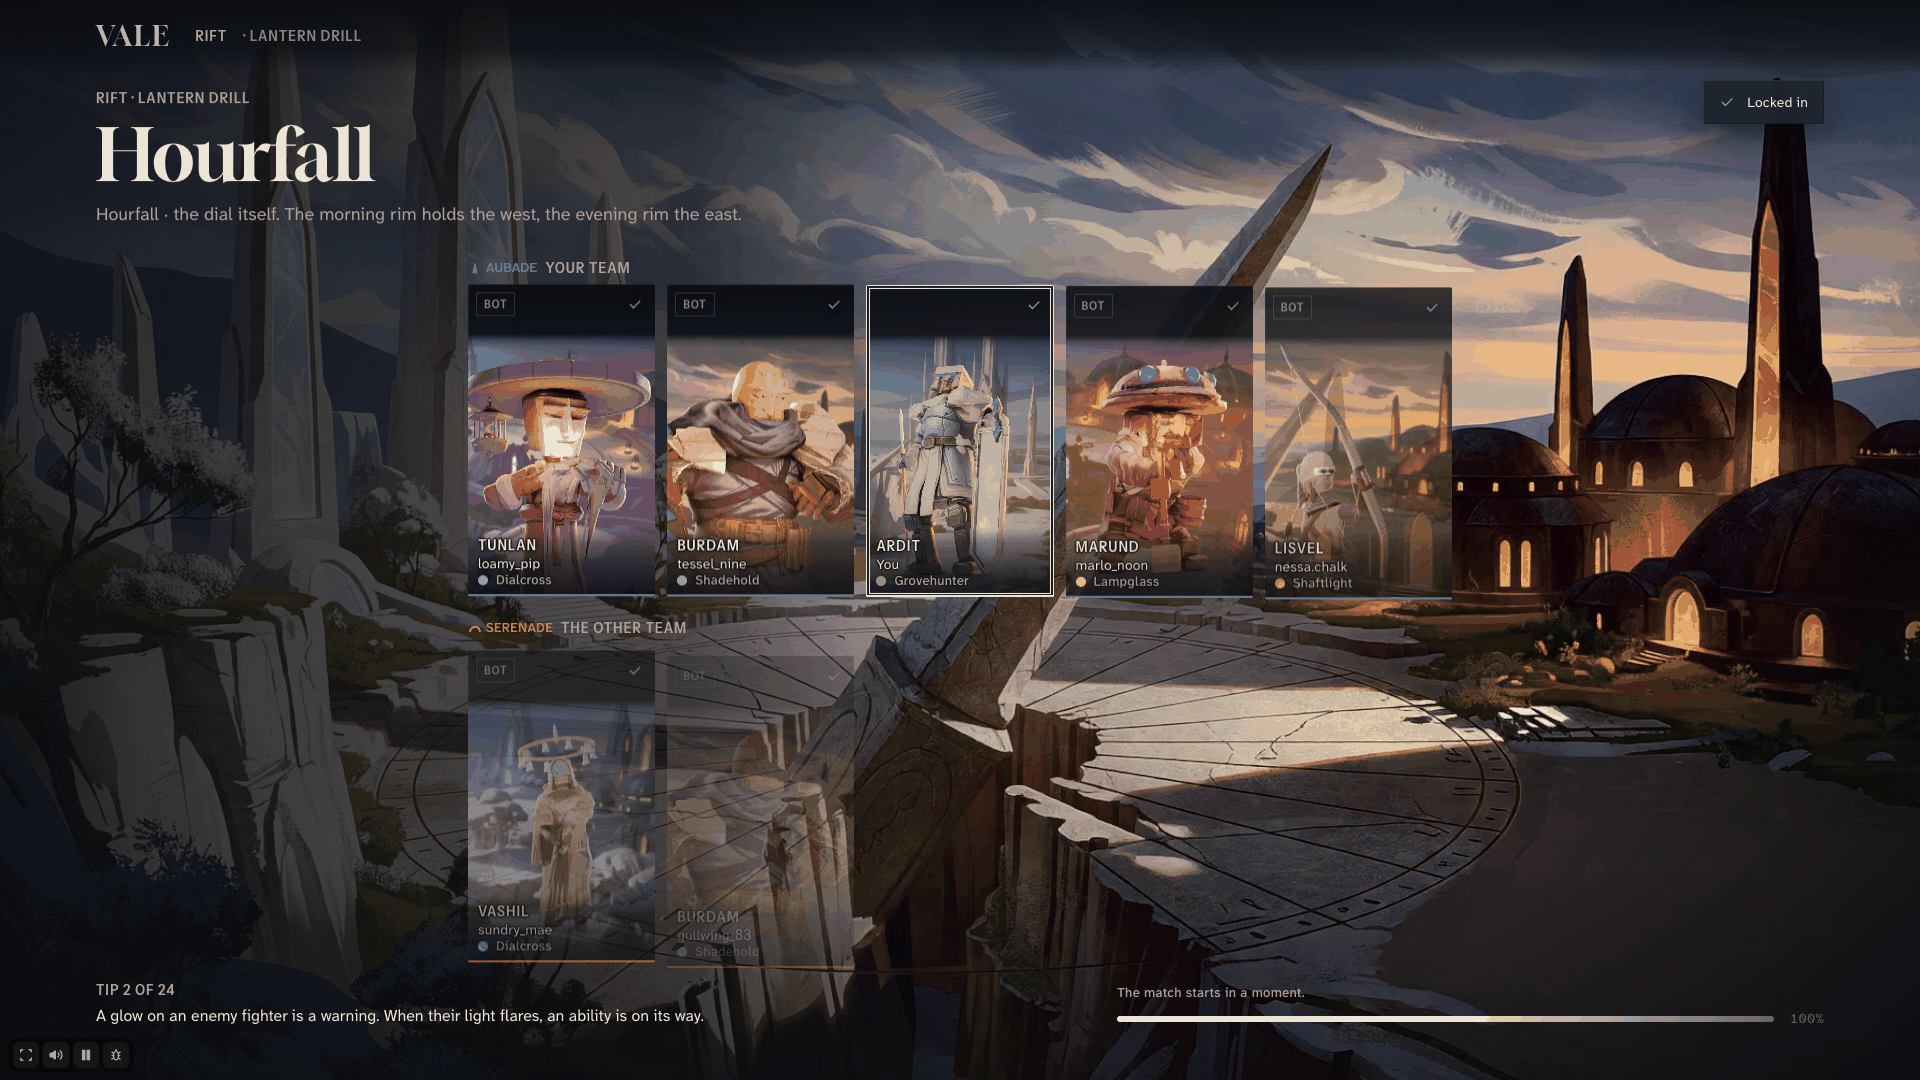 VALE RIFT · LANTERN DRILL
RIFT · LANTERN DRILL
Locked in
Hourfall
Hourfall · the dial itself. The morning rim holds the west, the evening rim the east.
AUBADE YOUR TEAM
BOT
BOT
BOT
BOT
TUNLAN
loamy_pip
Dialcross
BURDAM
tessel_nine
Shadehold
ARDIT
You
Grovehunter
MARUND
marlo_noon
Lampglass
LISVEL
nessa.chalk
Shaftlight
SERENADE THE OTHER TEAM
BOT
BOT
VASHIL
sundry_mae
Dialcross
BURDAM
gullwing_83
Shadehold
TIP 2 OF 24
A glow on an enemy fighter is a warning. When their light flares, an ability is on its way.
The match starts in a moment.
100%